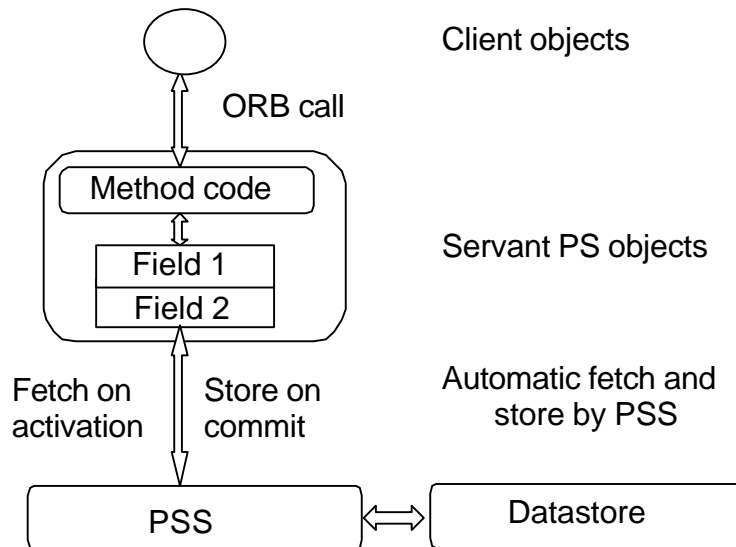 Client objects
ORB call
Method code
Field 1
Field 2
Servant PS objects
Fetch on
activation
Store on
commit
Automatic fetch and
store by PSS
PSS
Datastore